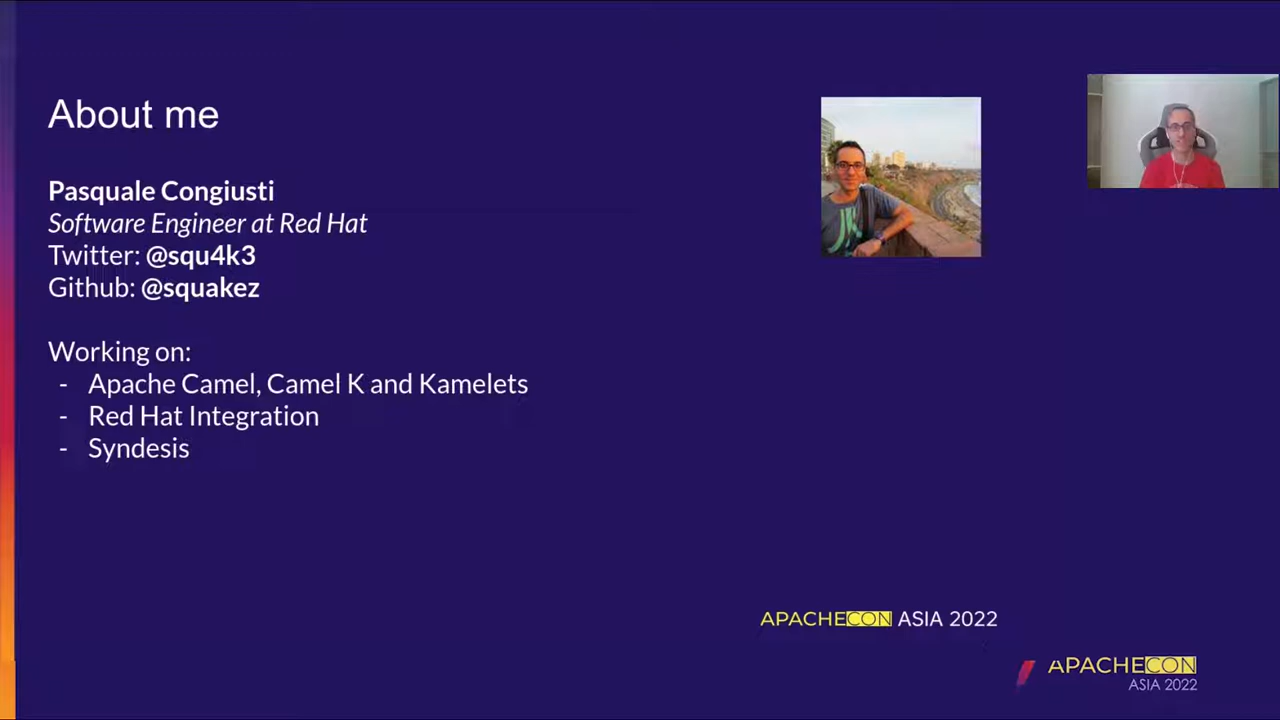 About me
Pasquale Congiusti
Software Engineer at Red Hat
Twitter: @squ4k3
Github: @squakez
Working on:
- Apache Camel, Camel K and Kamelets
- Red Hat Integration
- Syndesis
APACHECON ASIA 2022
APACHECON
ASIA 2022